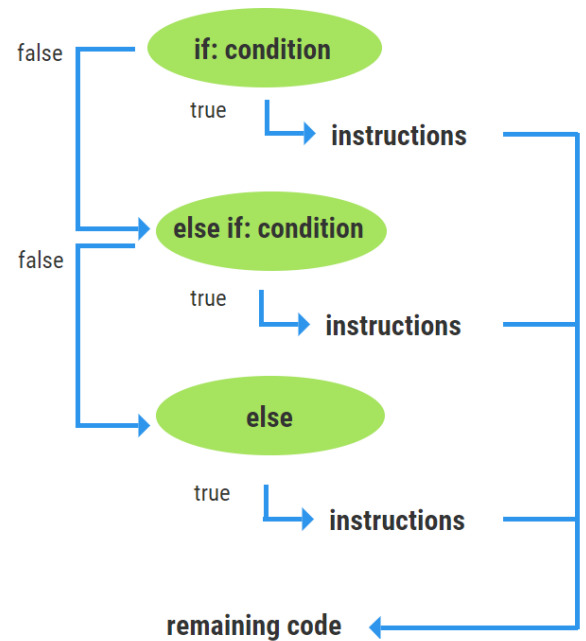 if: condition
false
true
instructions
else if: condition
false
true
instructions
else
true
instructions
remaining code